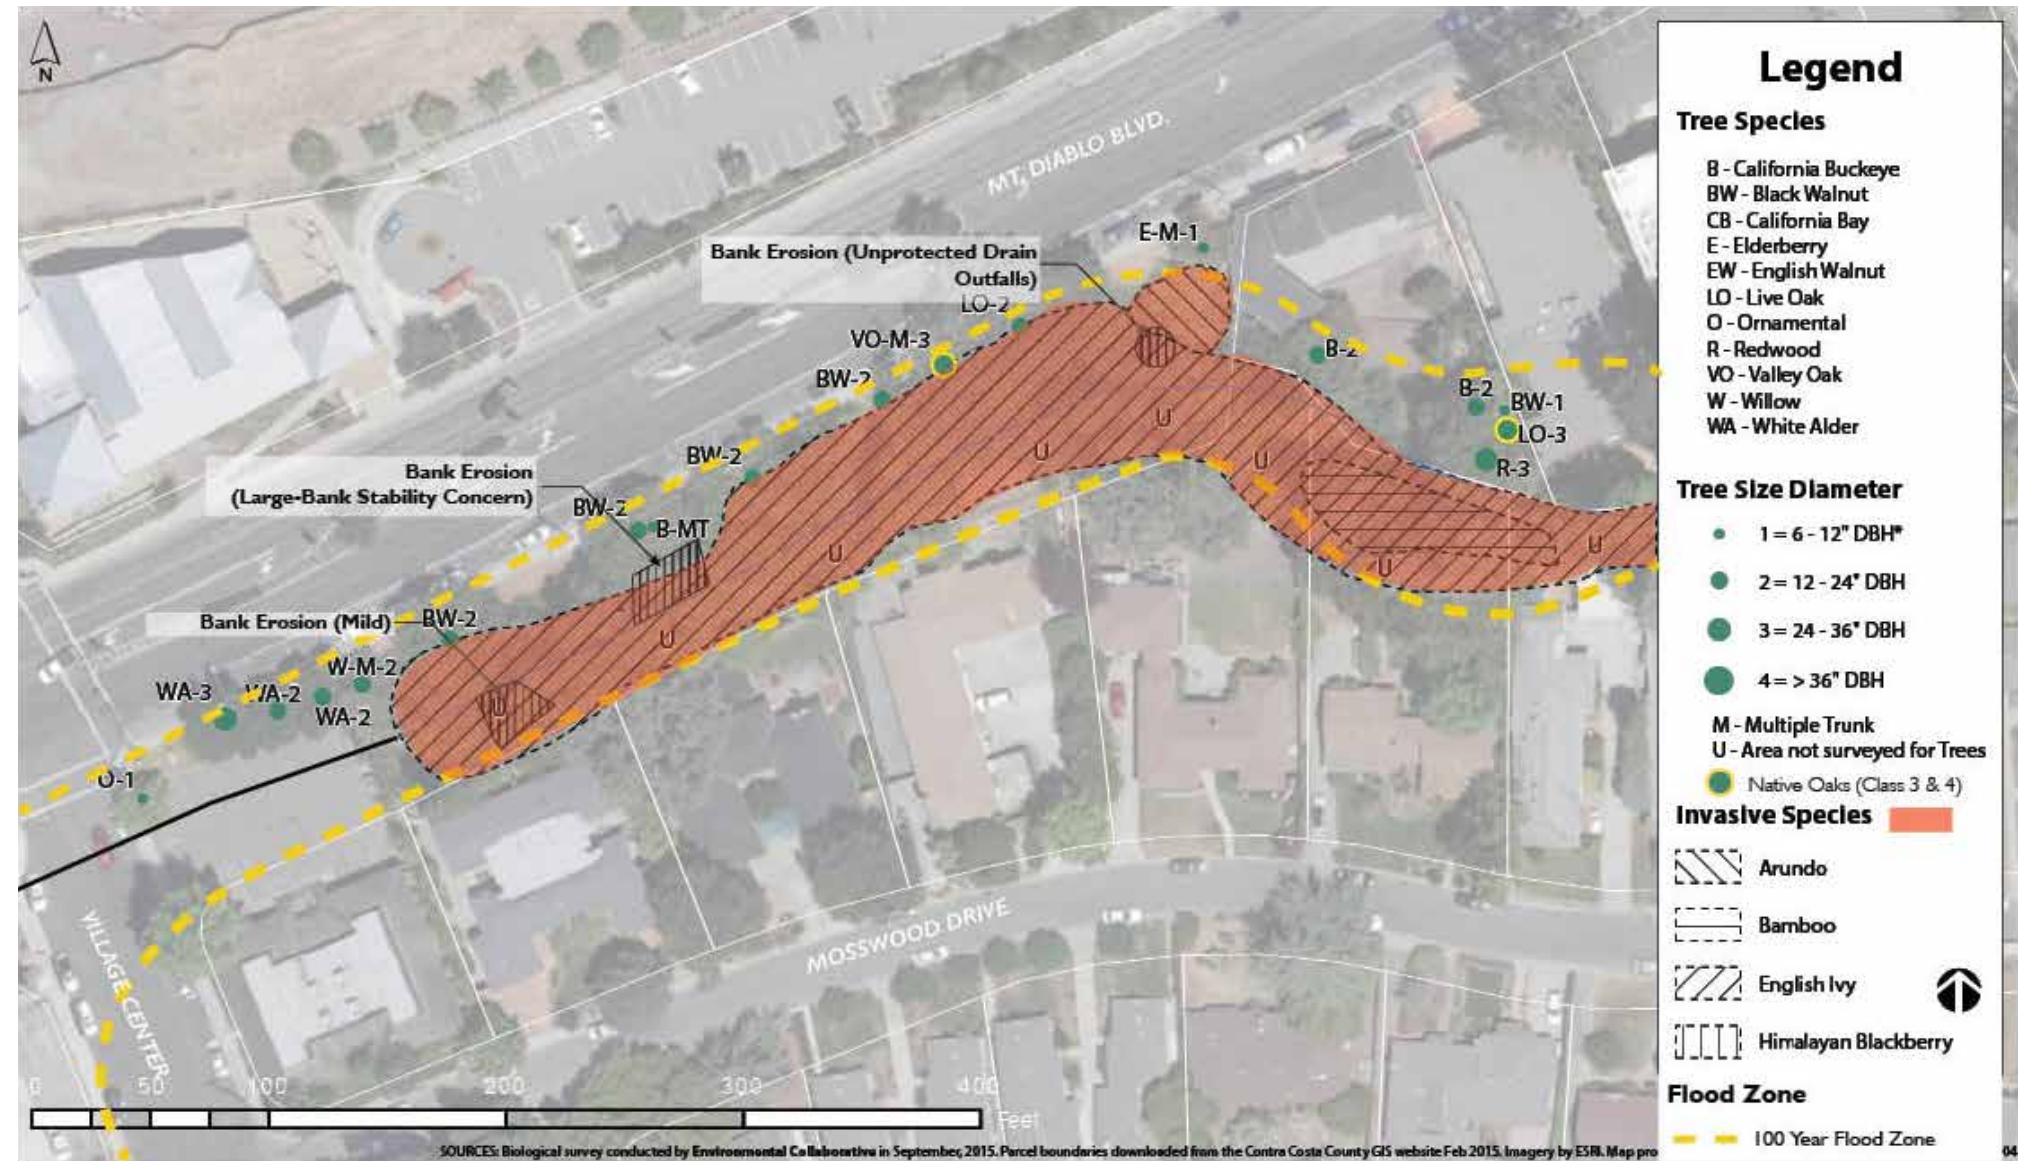 N
MT. DIABLO BLVD.
E-M-1
Bank Erosion (Unprotected Drain
Outfalls)
LO-2
VO-M-3
BW-2
B-2
B-2
BW-1
LO-3
R-3
BW-2
Bank Erosion
(Large-Bank Stability Concern)
BW-2
B-MT
U
U
U
U
U
U
U
U
Bank Erosion (Mild)
BW-2
W-M-2
WA-3
WA-2
WA-2
O-1
MOSSWOOD DRIVE
VILLAGE CENTER
0 50 100 200 300 400
Feet
Legend
Tree Species
B - California Buckeye
BW - Black Walnut
CB - California Bay
E - Elderberry
EW - English Walnut
LO - Live Oak
O - Ornamental
R - Redwood
VO - Valley Oak
W - Willow
WA - White Alder
Tree Size Diameter
1 = 6 - 12" DBH*
2 = 12 - 24" DBH
3 = 24 - 36" DBH
4 = > 36" DBH
M - Multiple Trunk
U - Area not surveyed for Trees
Native Oaks (Class 3 & 4)
Invasive Species
Arundo
Bamboo
English Ivy
Himalayan Blackberry
Flood Zone
100 Year Flood Zone
SOURCES: Biological survey conducted by Environmental Collaborative in September, 2015. Parcel boundaries downloaded from the Contra Costa County GIS website Feb 2015. Imagery by ESRI. Map pro
04